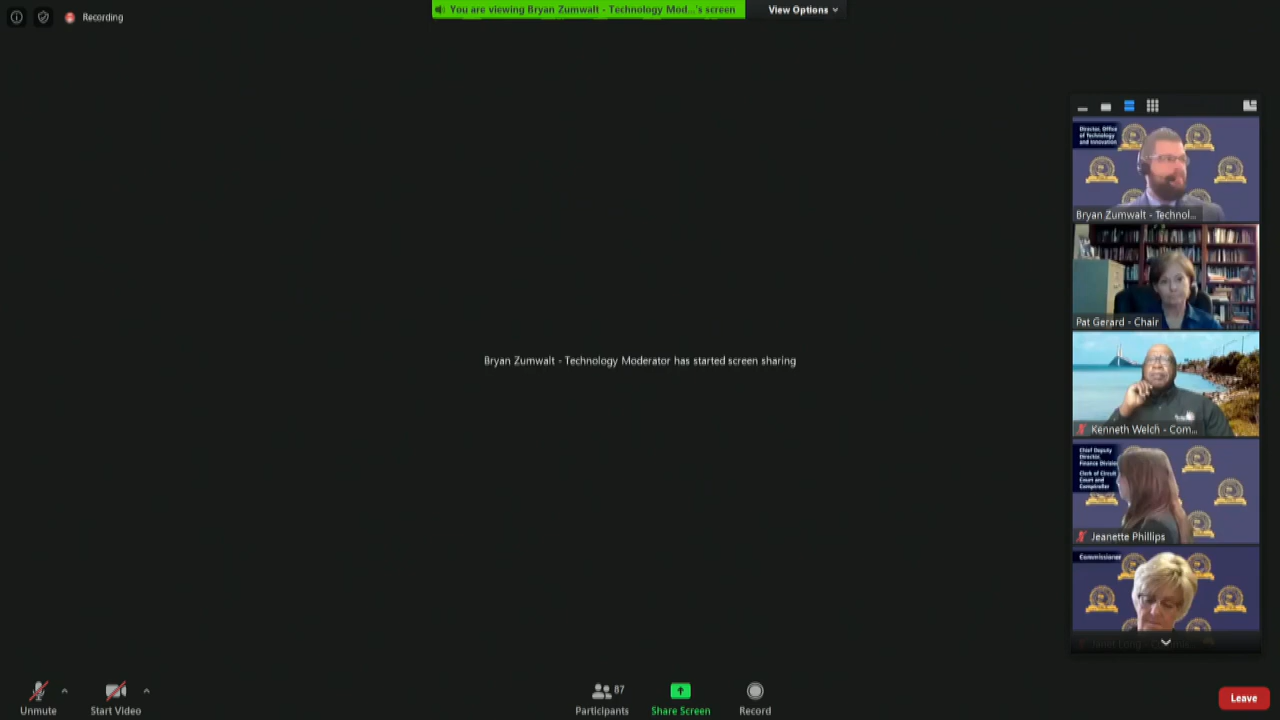 Recording
You are viewing Bryan Zumwalt - Technology Mod...'s screen
View Options
Director, Office
of Technology
and Innovation
Bryan Zumwalt - Technol...
Pat Gerard - Chair
Kenneth Welch - Com...
Chief Deputy
Director,
Finance Division
Clerk of Circuit
Court and
Comptroller
Jeanette Phillips
Commissioner
Bryan Zumwalt - Technology Moderator has started screen sharing
Unmute
Start Video
87
Participants
Share Screen
Record
Leave